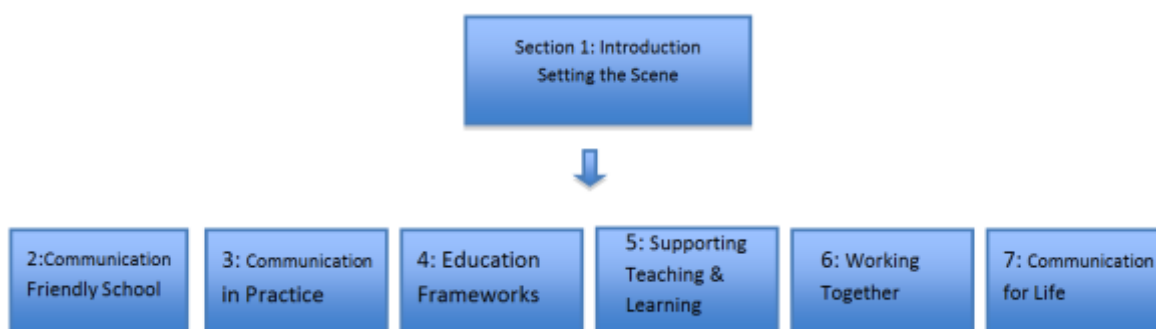 Section 1: Introduction
Setting the Scene
2:Communication
Friendly School
3: Communication
in Practice
4: Education
Frameworks
5: Supporting
Teaching &
Learning
6: Working
Together
7: Communication
for Life